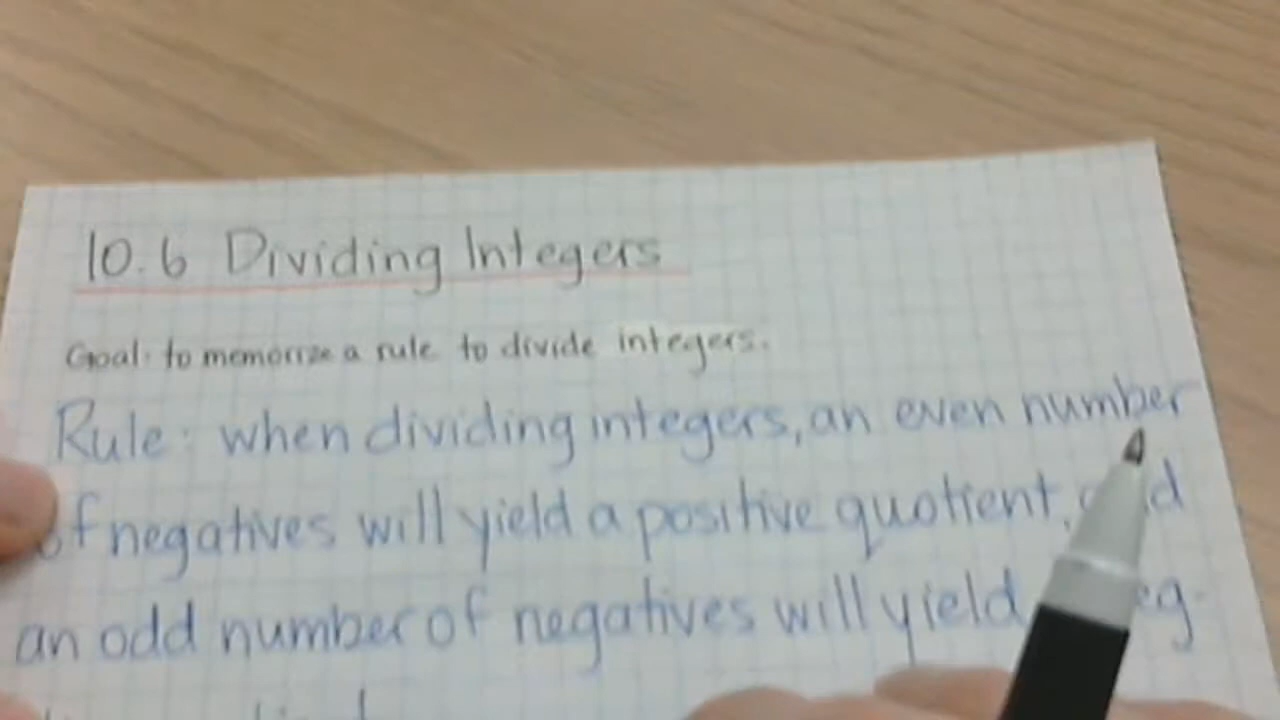 10.6 Dividing Integers
Goal: to memorize a rule to divide integers.
Rule: when dividing integers, an even number
of negatives will yield a positive quotient,
an odd number of negatives will yield